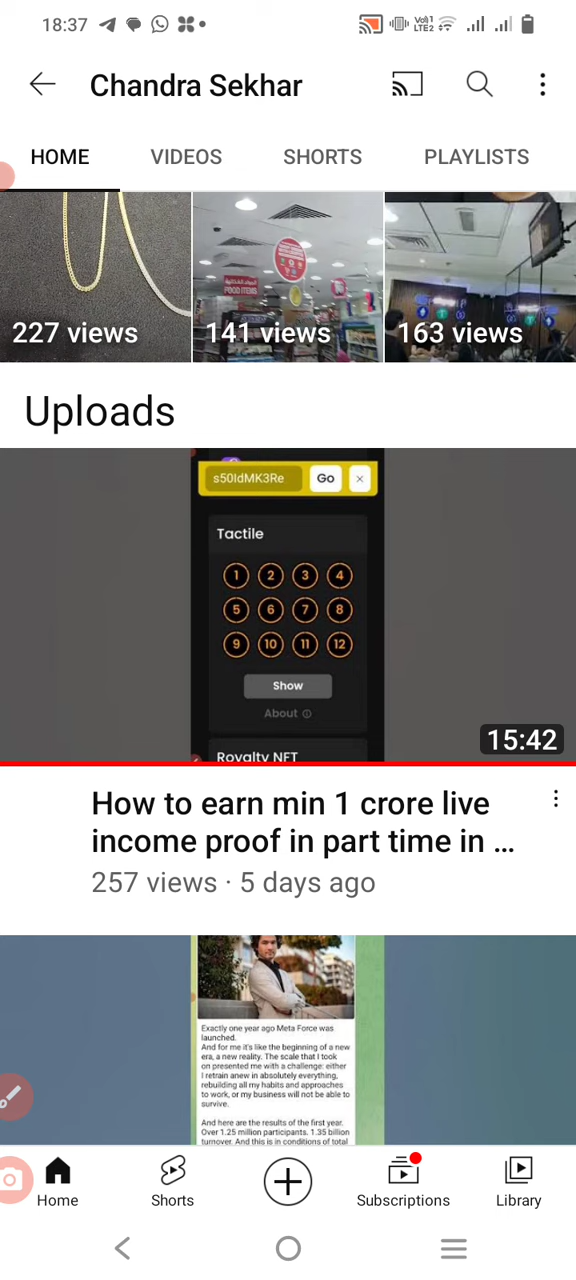 18:37
Vol) 1
LTE2
Chandra Sekhar
HOME VIDEOS SHORTS PLAYLISTS
FOOD ITEMS
227 views 141 views 163 views
Uploads
s50IdMK3Re Go ×
Tactile
1 2 3 4
5 6 7 8
9 10 11 12
Show
About
Royalty NFT
15:42
How to earn min 1 crore live
income proof in part time in ...
257 views · 5 days ago
Exactly one year ago Meta Force was
launched.
And for me it's like the beginning of a new
era, a new reality. The scale that I took
on presented me with a challenge: either
I retrain anew in absolutely everything,
rebuilding all my habits and approaches
to work, or my business will not be able to
survive.
And here are the results of the first year.
Over 1.25 million participants. 1.35 billion
turnover. And this is in conditions of total
Home Shorts Subscriptions Library